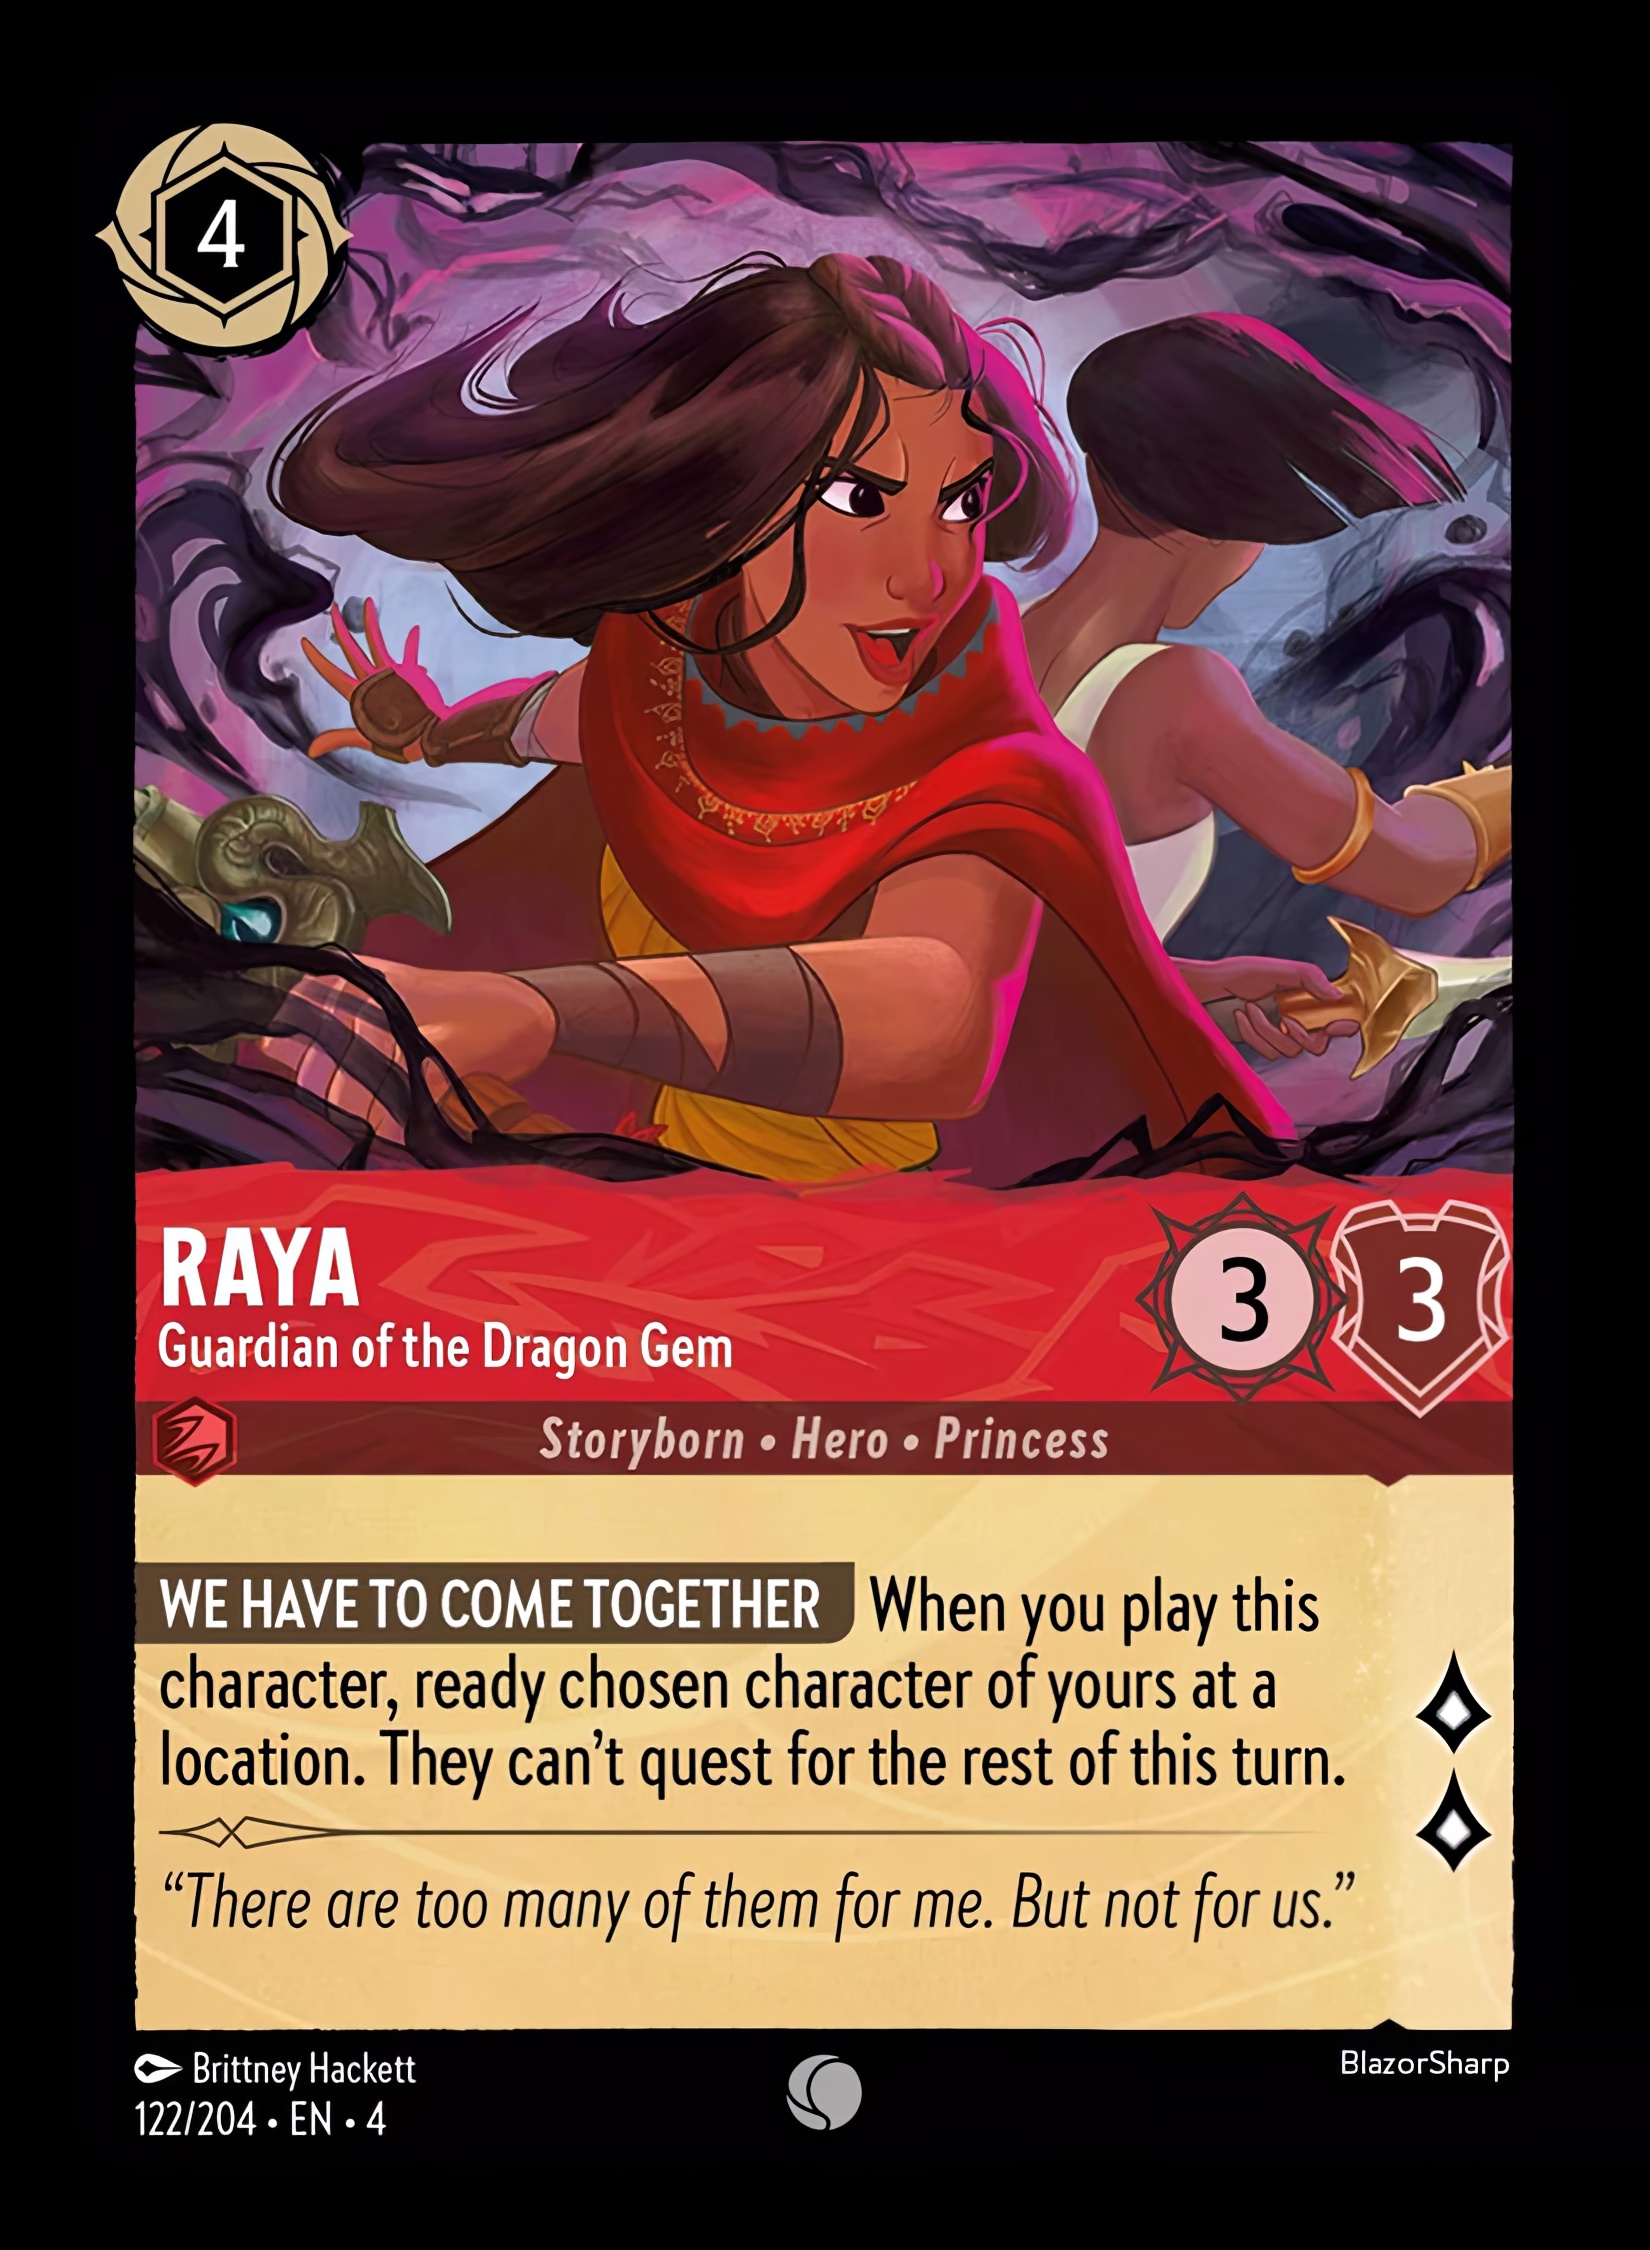 4
RAYA
Guardian of the Dragon Gem
3
3
Storyborn • Hero • Princess
WE HAVE TO COME TOGETHER When you play this
character, ready chosen character of yours at a
location. They can’t quest for the rest of this turn.
“There are too many of them for me. But not for us.”
Brittney Hackett
BlazorSharp
122/204 • EN • 4